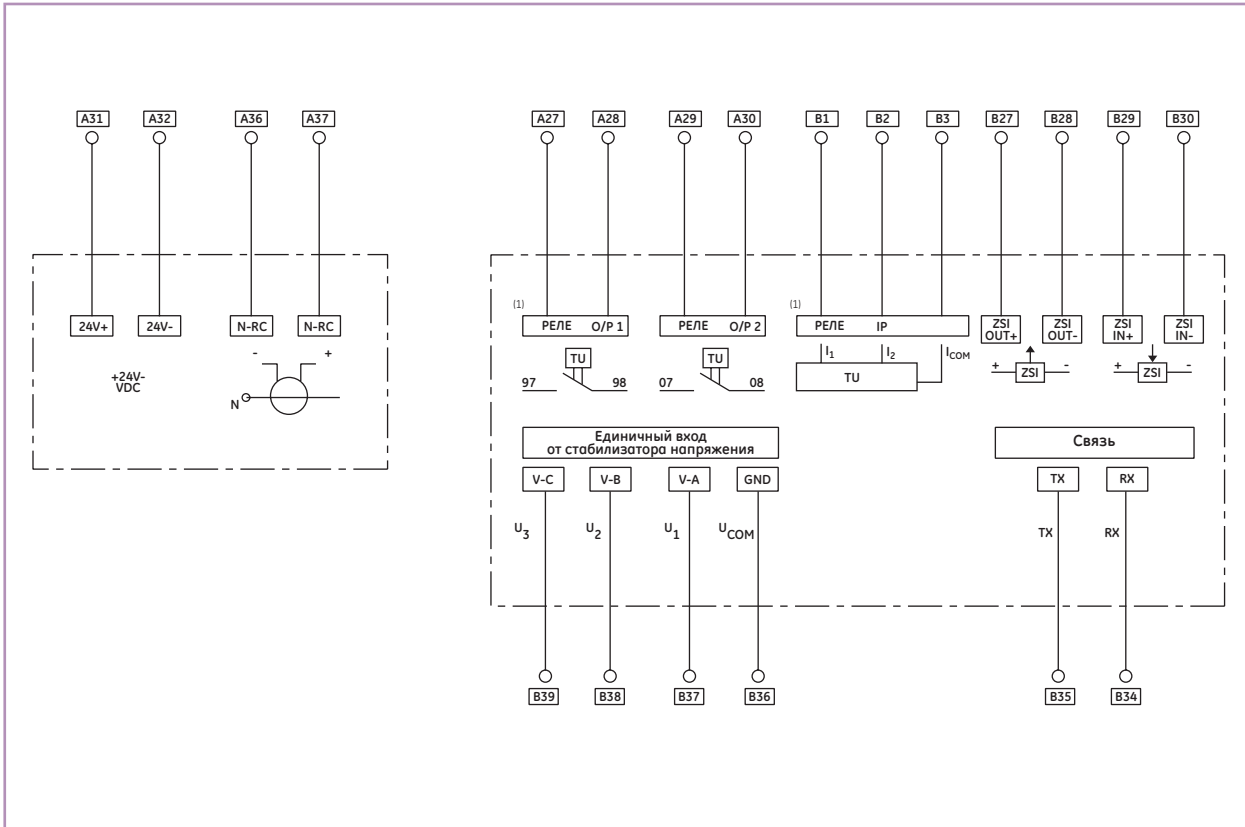 A31 A32 A36 A37 A27 A28 A29 A30 B1 B2 B3 B27 B28 B29 B30
(1) (1)
24V+ 24V- N-RC N-RC
РЕЛЕ O/P 1 РЕЛЕ O/P 2 РЕЛЕ IP
ZSI OUT+
ZSI OUT-
ZSI IN+
ZSI IN-
- +
+24V-
VDC
N
TU TU
97 98 07 08
I1 I2 ICOM
TU
+ ZSI - + ZSI -
Единичный вход
от стабилизатора напряжения
Связь
V-C V-B V-A GND TX RX
U3 U2 U1 UCOM TX RX
B39 B38 B37 B36 B35 B34